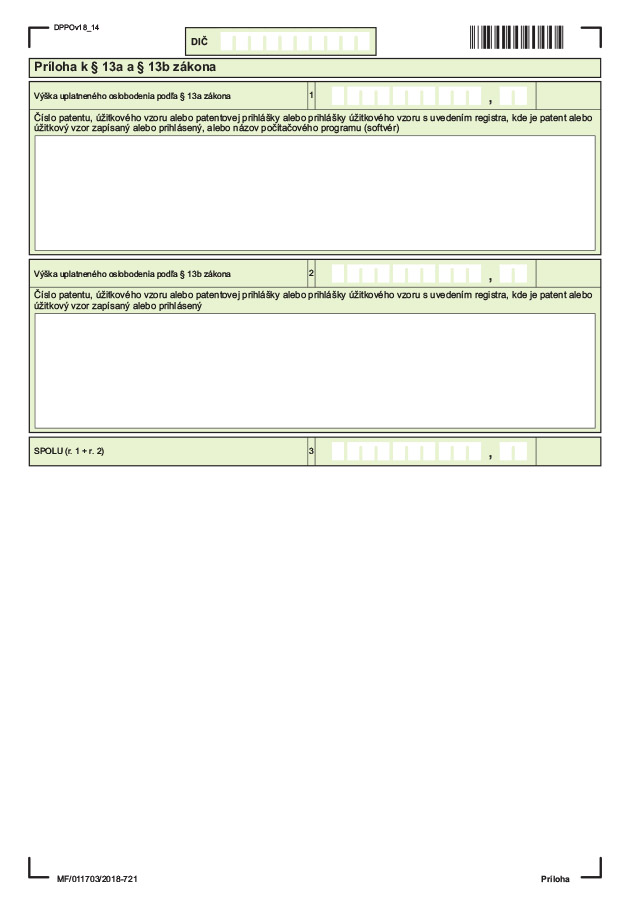 DPPOv18_14
DIČ
Príloha k § 13a a § 13b zákona
Výška uplatneného oslobodenia podľa § 13a zákona 1 ,
Číslo patentu, úžitkového vzoru alebo patentovej prihlášky alebo prihlášky úžitkového vzoru s uvedením registra, kde je patent alebo
úžitkový vzor zapísaný alebo prihlásený, alebo názov počítačového programu (softvér)
Výška uplatneného oslobodenia podľa § 13b zákona 2 ,
Číslo patentu, úžitkového vzoru alebo patentovej prihlášky alebo prihlášky úžitkového vzoru s uvedením registra, kde je patent alebo
úžitkový vzor zapísaný alebo prihlásený
SPOLU (r. 1 + r. 2) 3 ,
MF/011703/2018-721 Príloha